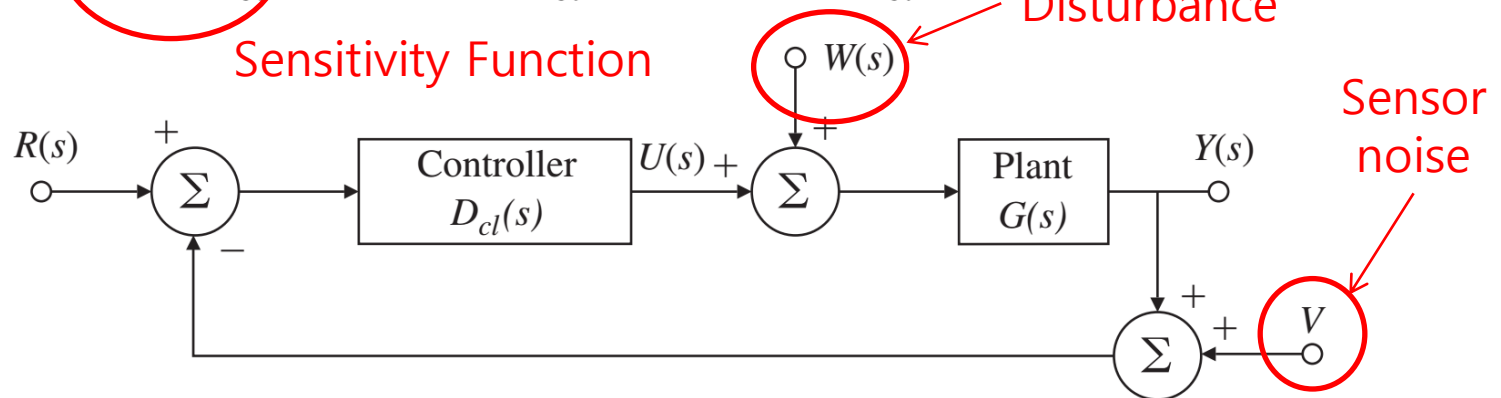 Disturbance
Sensitivity Function
W(s)
Sensor
noise
R(s)
+
Σ
−
Controller
D_cl(s)
U(s) +
+
Σ
Plant
G(s)
Y(s)
+
+
Σ
V